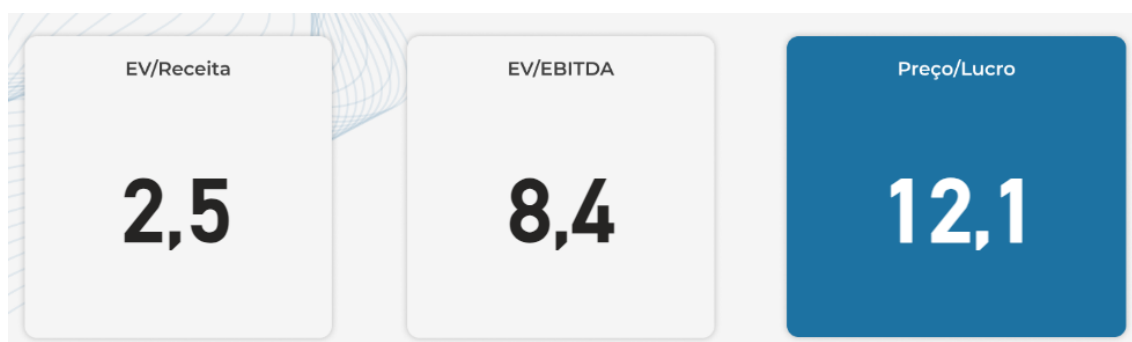 EV/Receita
2,5
EV/EBITDA
8,4
Preço/Lucro
12,1